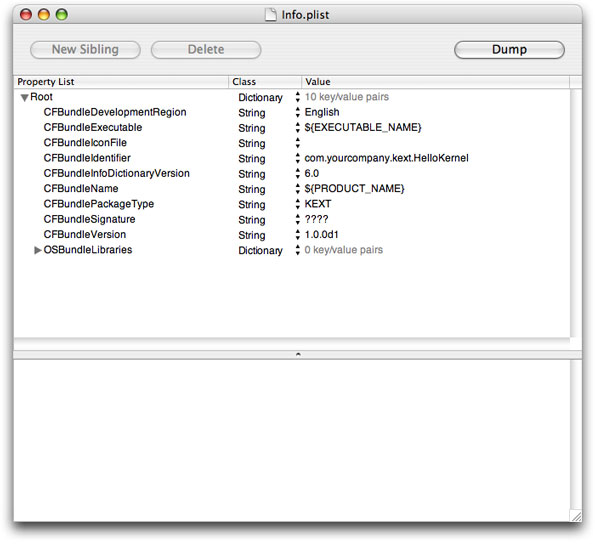 Info.plist
New Sibling Delete Dump
Property List Class Value
Root Dictionary 10 key/value pairs
CFBundleDevelopmentRegion String English
CFBundleExecutable String ${EXECUTABLE_NAME}
CFBundleIconFile String
CFBundleIdentifier String com.yourcompany.kext.HelloKernel
CFBundleInfoDictionaryVersion String 6.0
CFBundleName String ${PRODUCT_NAME}
CFBundlePackageType String KEXT
CFBundleSignature String ????
CFBundleVersion String 1.0.0d1
OSBundleLibraries Dictionary 0 key/value pairs